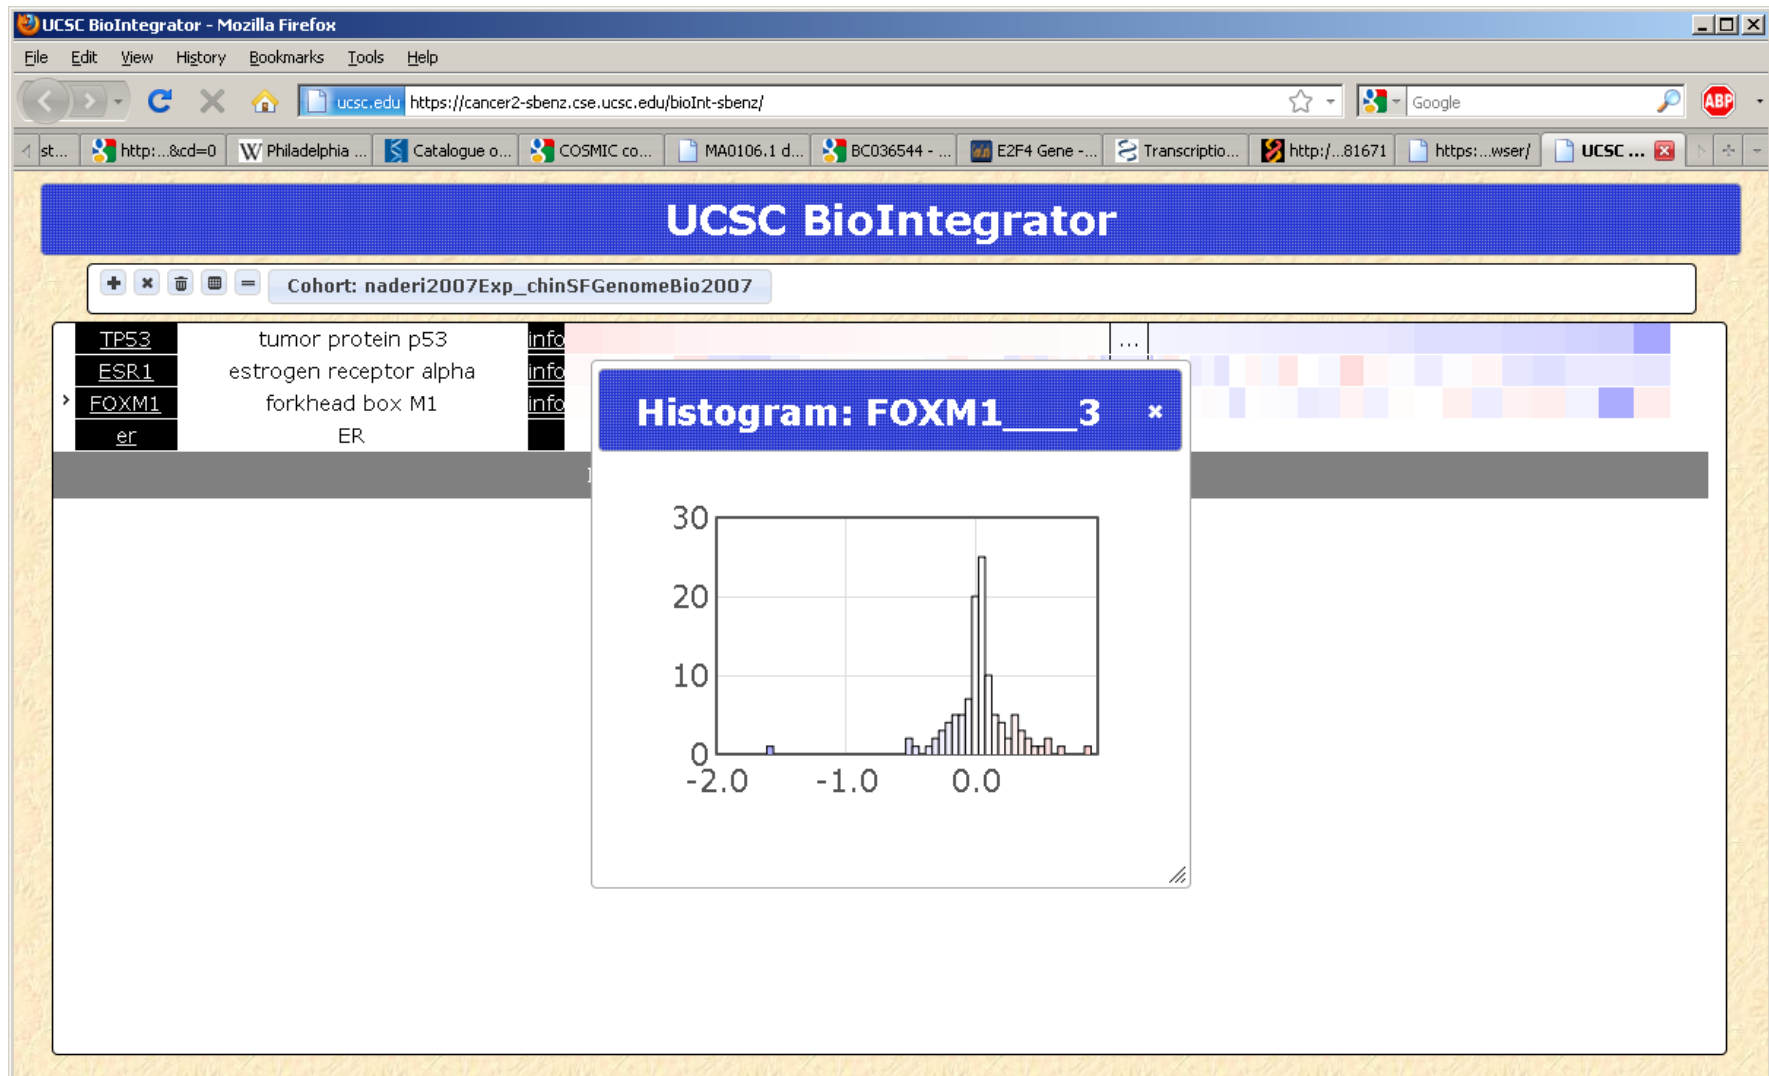 UCSC BioIntegrator - Mozilla Firefox
File Edit View History Bookmarks Tools Help
ucsc.edu https://cancer2-sbenz.cse.ucsc.edu/bioInt-sbenz/ Google ABP
st... http:...&cd=0 Philadelphia ... Catalogue o... COSMIC co... MA0106.1 d... BC036544 - ... E2F4 Gene -... Transcriptio... http:/...81671 https:...wser/ UCSC ...
UCSC BioIntegrator
Cohort: naderi2007Exp_chinSFGenomeBio2007
TP53 tumor protein p53 info ...
ESR1 estrogen receptor alpha info
FOXM1 forkhead box M1 info
er ER
Histogram: FOXM1___3
30
20
10
0
-2.0 -1.0 0.0